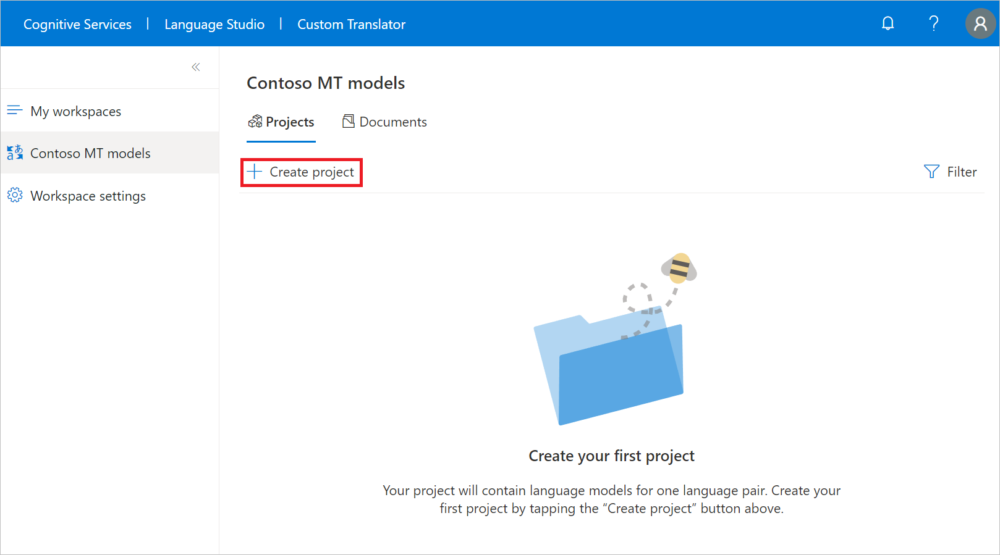 Cognitive Services | Language Studio | Custom Translator
My workspaces
Contoso MT models
Workspace settings
Contoso MT models
Projects
Documents
Create project
Filter
Create your first project
Your project will contain language models for one language pair. Create your
first project by tapping the “Create project” button above.